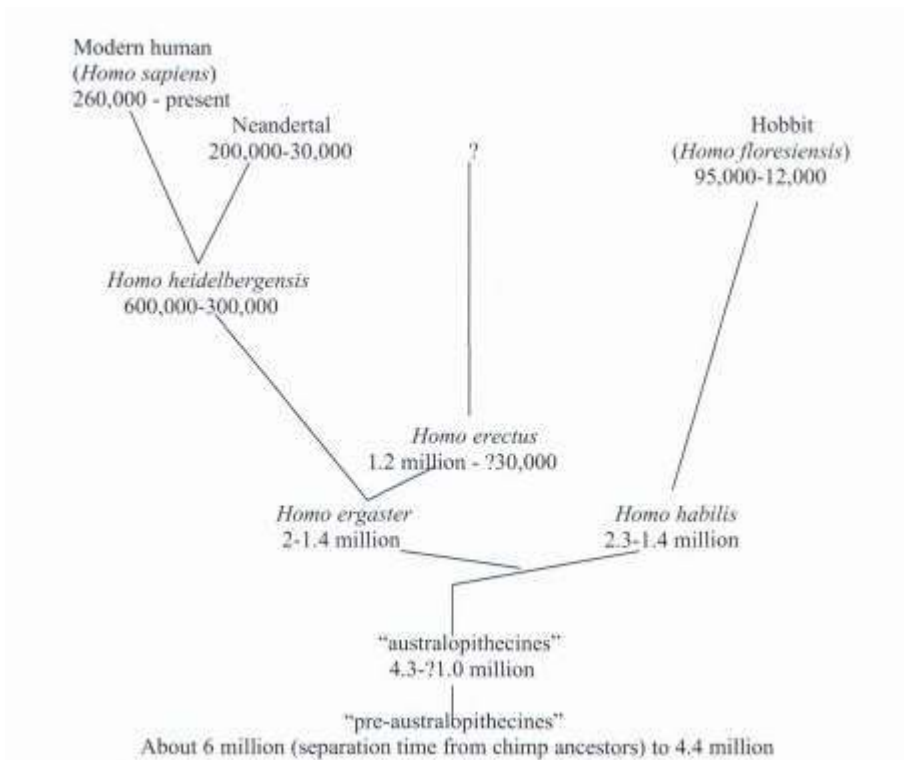 Modern human
(Homo sapiens)
260,000 - present
Neandertal
200,000-30,000
?
Hobbit
(Homo floresiensis)
95,000-12,000
Homo heidelbergensis
600,000-300,000
Homo erectus
1.2 million - ?30,000
Homo ergaster
2-1.4 million
Homo habilis
2.3-1.4 million
“australopithecines”
4.3-?1.0 million
“pre-australopithecines”
About 6 million (separation time from chimp ancestors) to 4.4 million